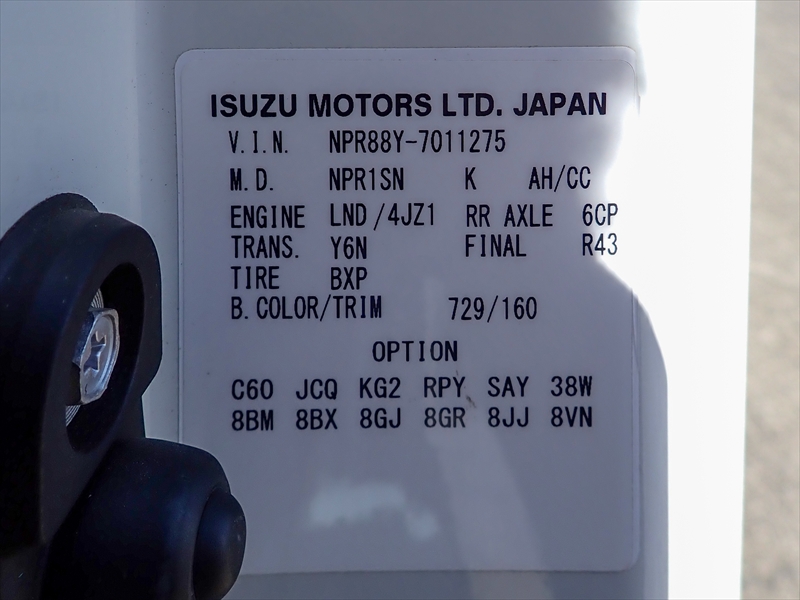 ISUZU MOTORS LTD. JAPAN
V.I.N. NPR88Y-7011275
M.D. NPR1SN K AH/CC
ENGINE LND/4JZ1 RR AXLE 6CP
TRANS. Y6N FINAL R43
TIRE BXP
B.COLOR/TRIM 729/160
OPTION
C60 JCQ KG2 RPY SAY 38W
8BM 8BX 8GJ 8GR 8JJ 8VN